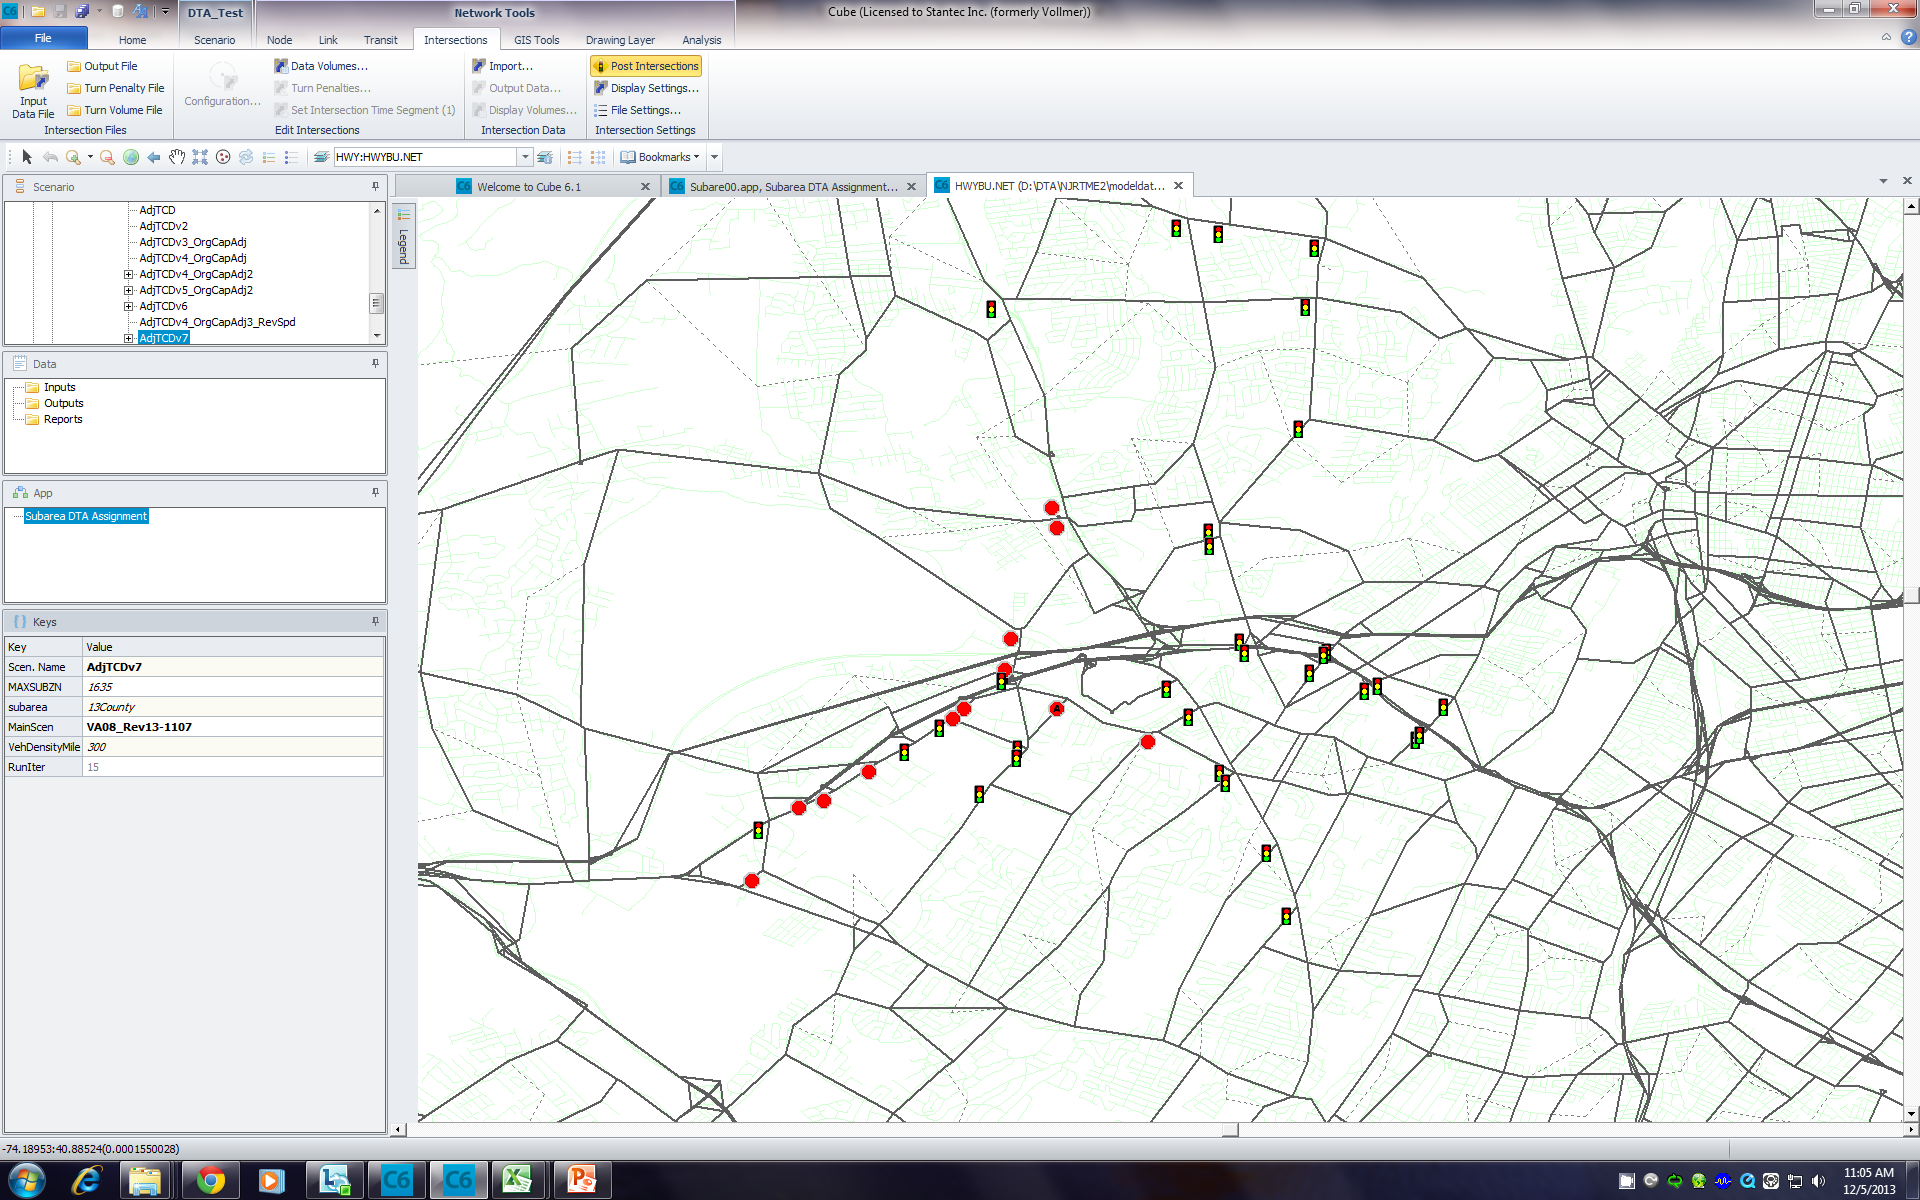 DTA_Test
Network Tools
Cube (Licensed to Stantec Inc. (formerly Vollmer))
File
Home
Scenario
Node
Link
Transit
Intersections
GIS Tools
Drawing Layer
Analysis
Input Data File
Output File
Turn Penalty File
Turn Volume File
Intersection Files
Configuration...
Data Volumes...
Turn Penalties...
Set Intersection Time Segment (1)
Edit Intersections
Import...
Output Data...
Display Volumes...
Intersection Data
Post Intersections
Display Settings...
File Settings...
Intersection Settings
HWY:HWYBU.NET
Bookmarks
Scenario
AdjTCD
AdjTCDv2
AdjTCDv3_OrgCapAdj
AdjTCDv4_OrgCapAdj
AdjTCDv4_OrgCapAdj2
AdjTCDv5_OrgCapAdj2
AdjTCDv6
AdjTCDv4_OrgCapAdj3_RevSpd
AdjTCDv7
C6 Welcome to Cube 6.1
C6 Subare00.app, Subarea DTA Assignment...
C6 HWYBU.NET (D:\DTA\NJRTME2\modeldat...
Legend
Data
Inputs
Outputs
Reports
App
Subarea DTA Assignment
Keys
Key Value
Scen. Name AdjTCDv7
MAXSUBZN 1635
subarea 13County
MainScen VA08_Rev13-1107
VehDensityMile 300
RunIter 15
A
-74.18953:40.88524(0.0001550028)
C6
C6
11:05 AM
12/5/2013